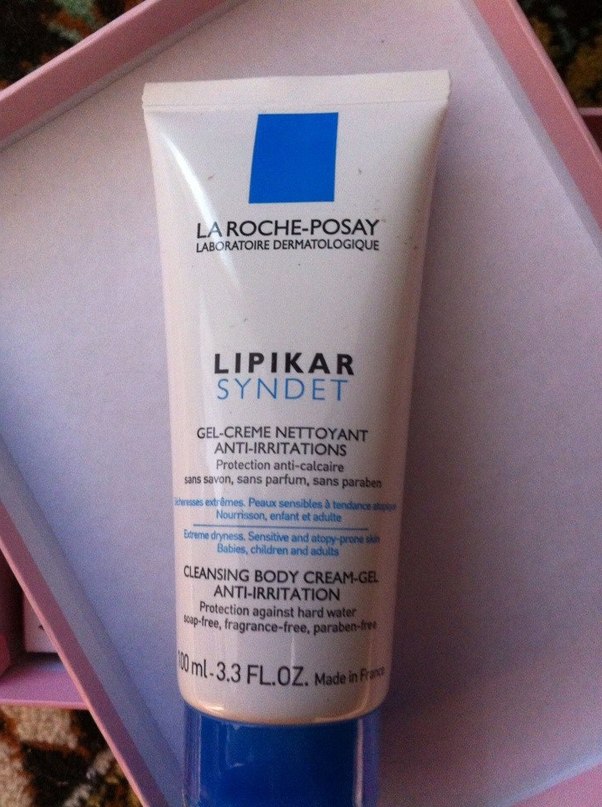 LA ROCHE-POSAY
LABORATOIRE DERMATOLOGIQUE
LIPIKAR
SYNDET
GEL-CREME NETTOYANT
ANTI-IRRITATIONS
Protection anti-calcaire
sans savon, sans parfum, sans paraben
extrêmes. Peaux sensibles à tendance
Nourrisson, enfant et adulte
Extreme dryness. Sensitive and atopy-prone skin
Babies, children and adults
CLEANSING BODY CREAM-GEL
ANTI-IRRITATION
Protection against hard water
soap-free, fragrance-free, paraben-free
100 ml - 3.3 FL.OZ. Made in France